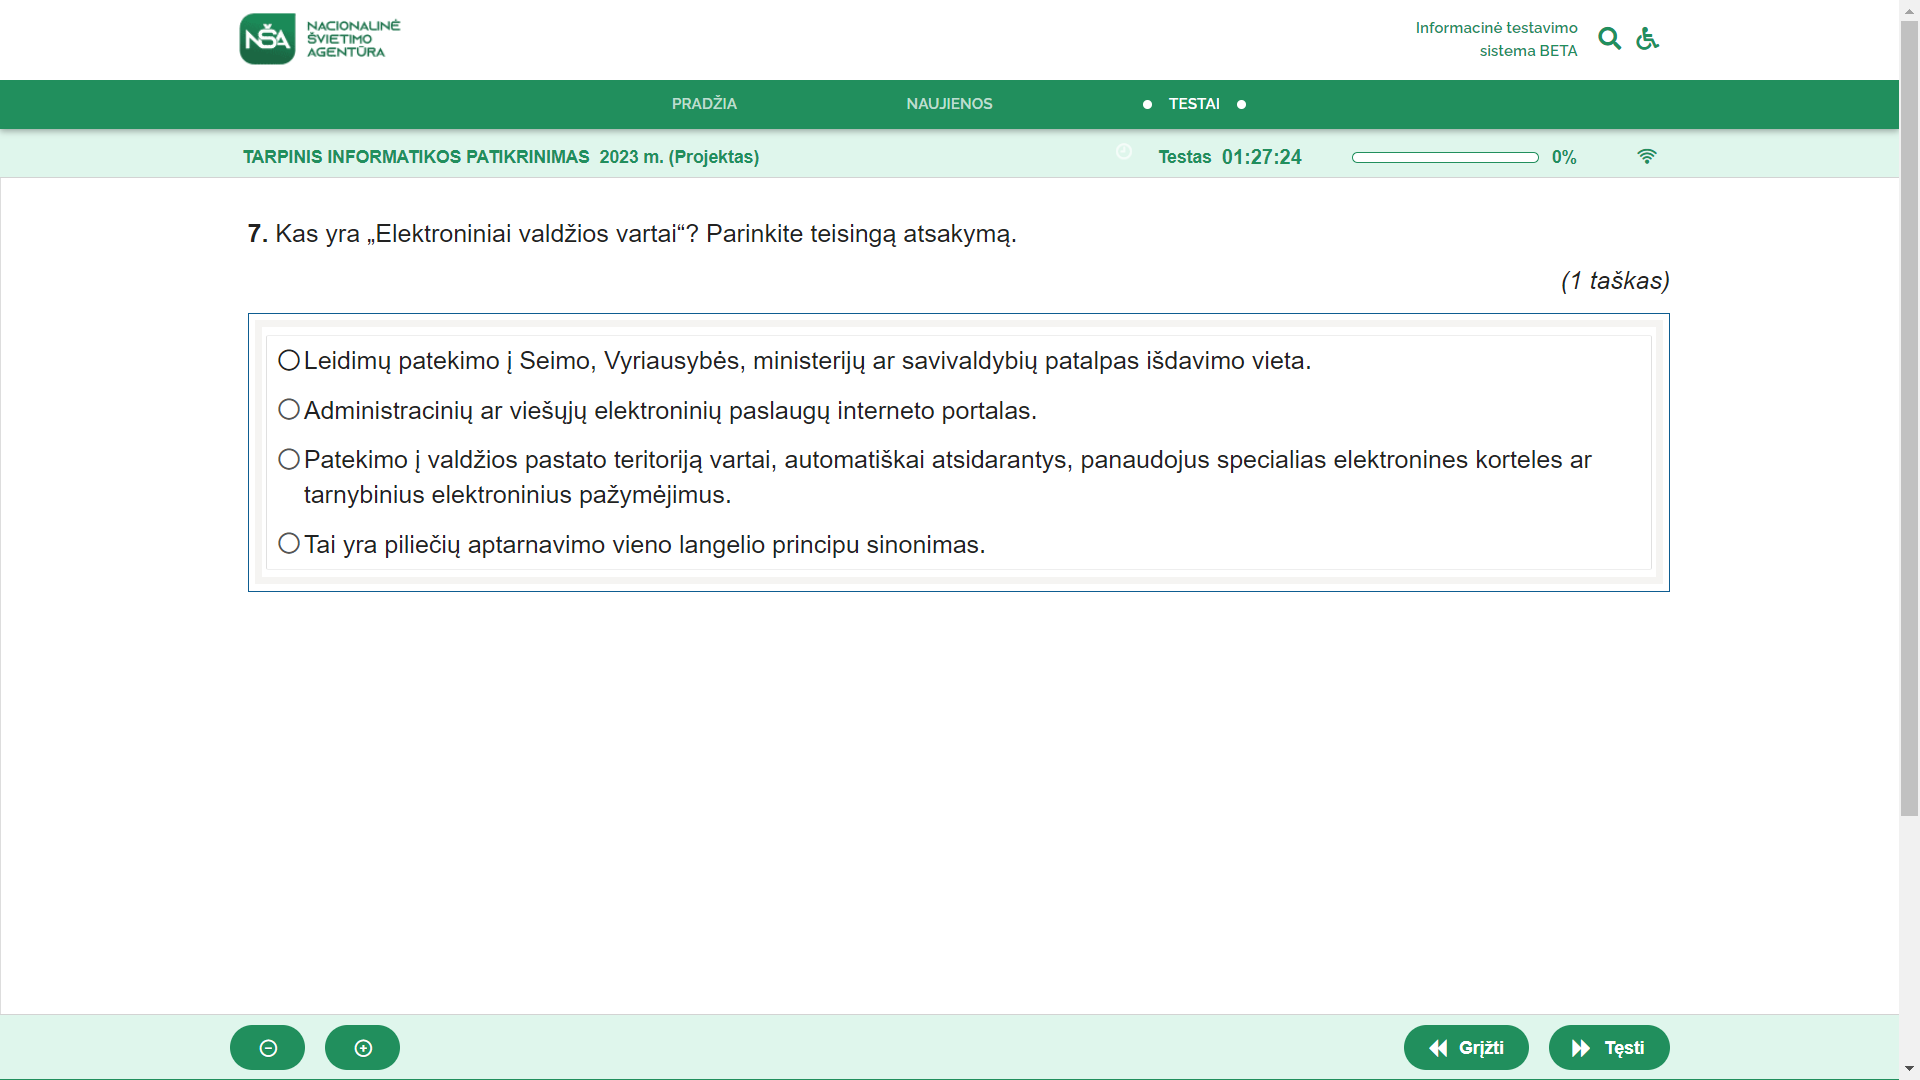 NŠA NACIONALINĖ
ŠVIETIMO
AGENTŪRA
Informacinė testavimo
sistema BETA
PRADŽIA NAUJIENOS TESTAI
TARPINIS INFORMATIKOS PATIKRINIMAS 2023 m. (Projektas) Testas 01:27:24 0%
7. Kas yra „Elektroniniai valdžios vartai“? Parinkite teisingą atsakymą.
(1 taškas)
Leidimų patekimo į Seimo, Vyriausybės, ministerijų ar savivaldybių patalpas išdavimo vieta.
Administracinių ar viešųjų elektroninių paslaugų interneto portalas.
Patekimo į valdžios pastato teritoriją vartai, automatiškai atsidarantys, panaudojus specialias elektronines korteles ar
tarnybinius elektroninius pažymėjimus.
Tai yra piliečių aptarnavimo vieno langelio principu sinonimas.
Grįžti Tęsti